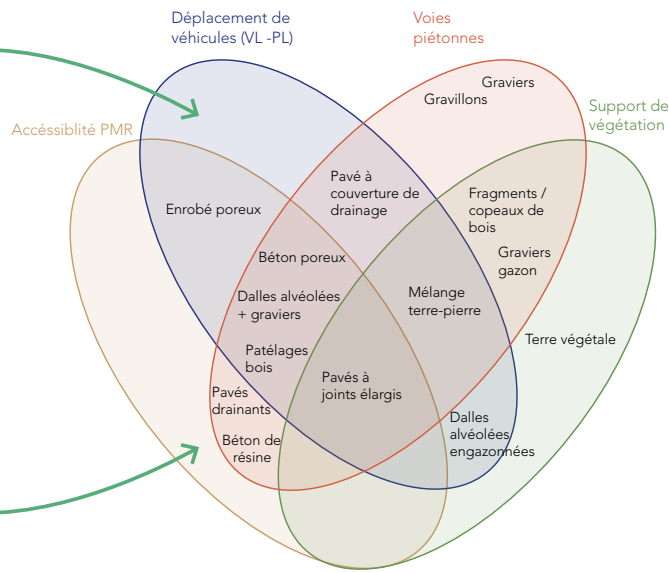 Déplacement de
véhicules (VL -PL)
Voies
piétonnes
Accéssiblité PMR
Support de
végétation
Graviers
Gravillons
Pavé à
couverture de
drainage
Fragments /
copeaux de
bois
Enrobé poreux
Graviers
gazon
Béton poreux
Dalles alvéolées
+ graviers
Mélange
terre-pierre
Terre végétale
Patélages
bois
Pavés à
joints élargis
Pavés
drainants
Béton de
résine
Dalles
alvéolées
engazonnées